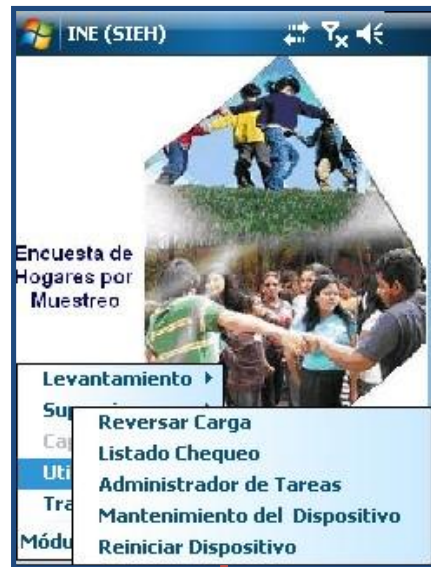 INE (SIEH)
Encuesta de
Hogares por
Muestreo
Levantamiento
Reversar Carga
Listado Chequeo
Administrador de Tareas
Mantenimiento del Dispositivo
Reiniciar Dispositivo